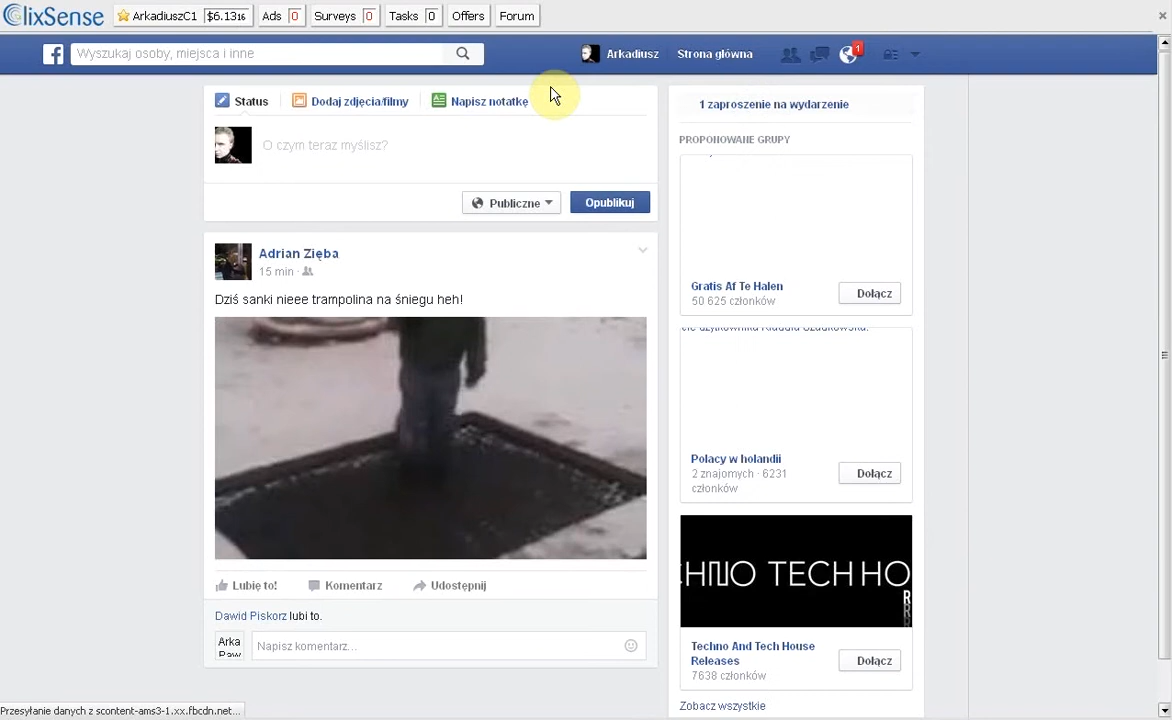 ClixSense ArkadiuszC1 $6.1316 Ads 0 Surveys 0 Tasks 0 Offers Forum
Wyszukaj osoby, miejsca i inne
Arkadiusz Strona główna 1
Status Dodaj zdjęcia/filmy Napisz notatkę
O czym teraz myślisz?
Publiczne Opublikuj
Adrian Zięba
15 min ·
Dziś sanki nieee trampolina na śniegu heh!
Lubię to! Komentarz Udostępnij
Dawid Piskorz lubi to.
Arka
Paw
Napisz komentarz...
1 zaproszenie na wydarzenie
PROPONOWANE GRUPY
Gratis Af Te Halen
50 625 członków
Dołącz
Polacy w holandii
2 znajomych · 6231
członków
Dołącz
CHNO TECH HO
Techno And Tech House
Releases
7638 członków
Dołącz
Zobacz wszystkie
Przesyłanie danych z scontent-ams3-1.xx.fbcdn.net...